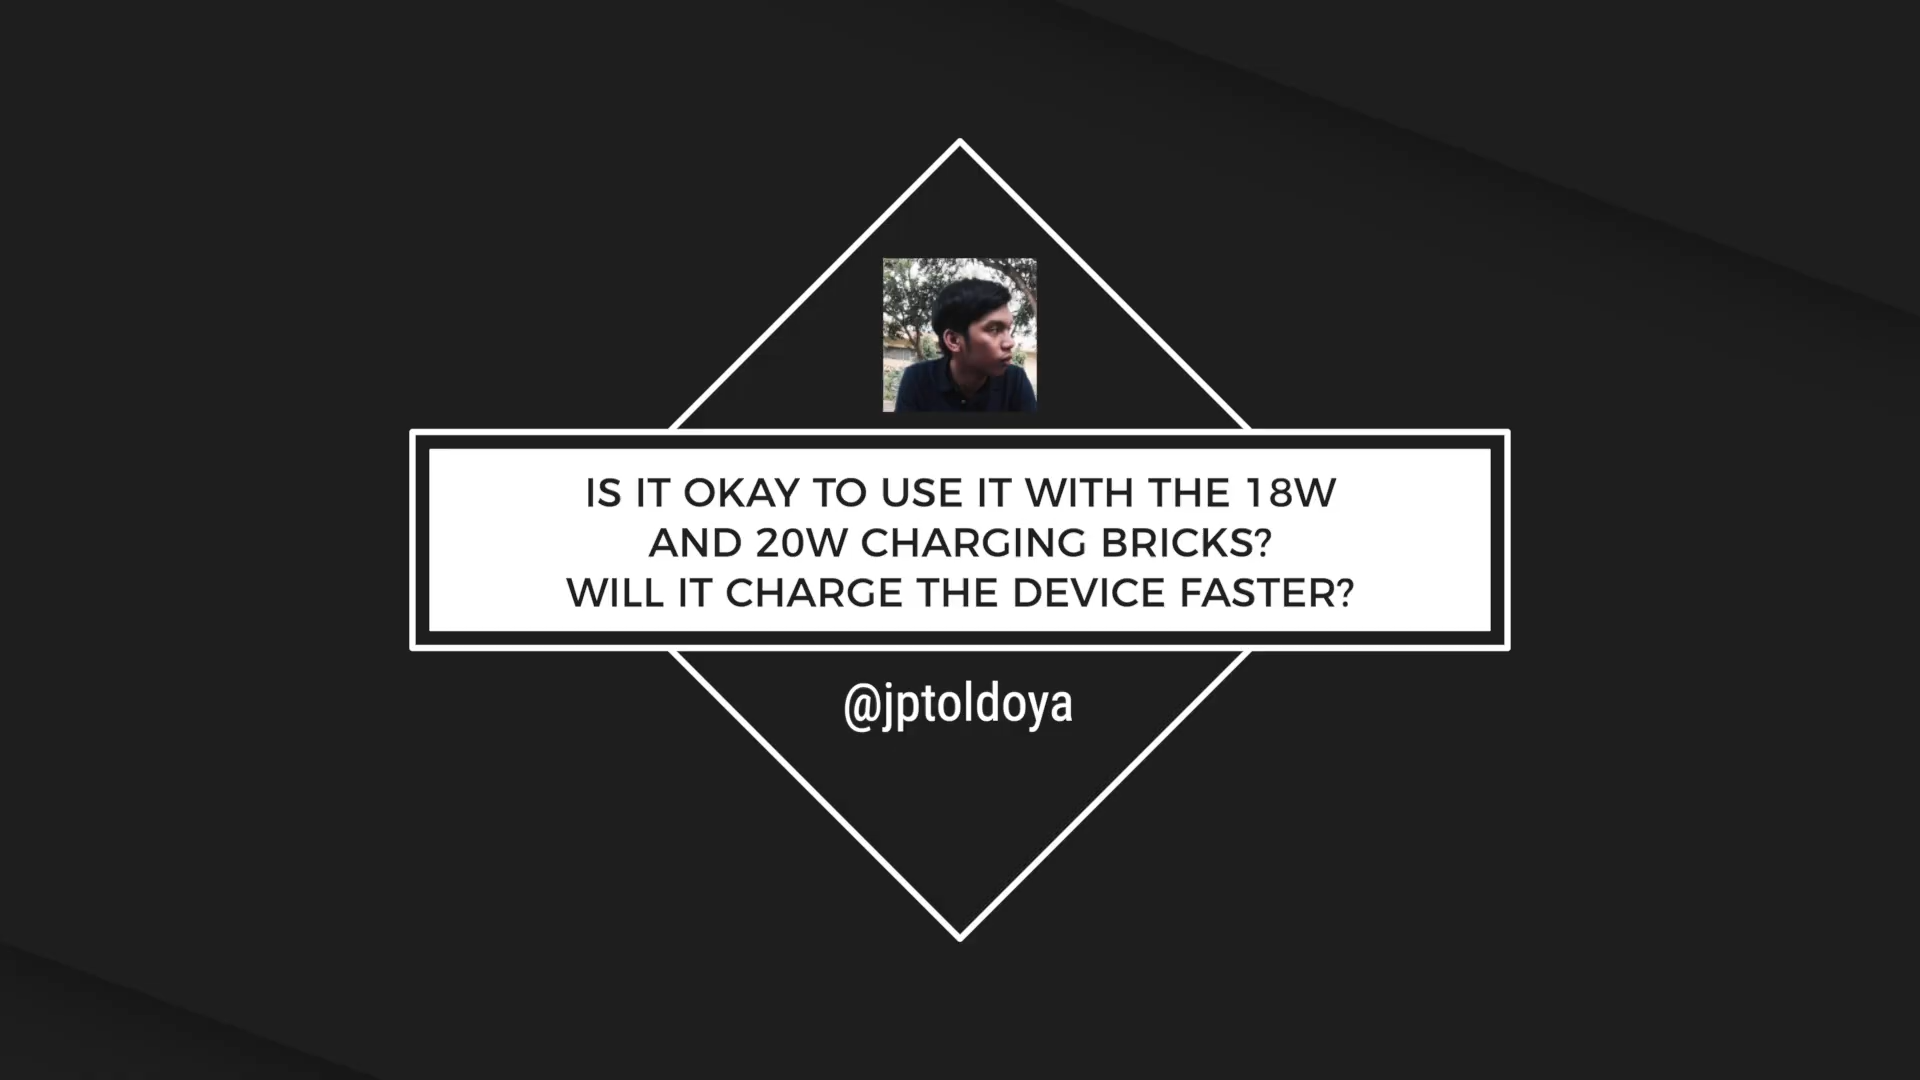 IS IT OKAY TO USE IT WITH THE 18W
AND 20W CHARGING BRICKS?
WILL IT CHARGE THE DEVICE FASTER?
@jptoldoya